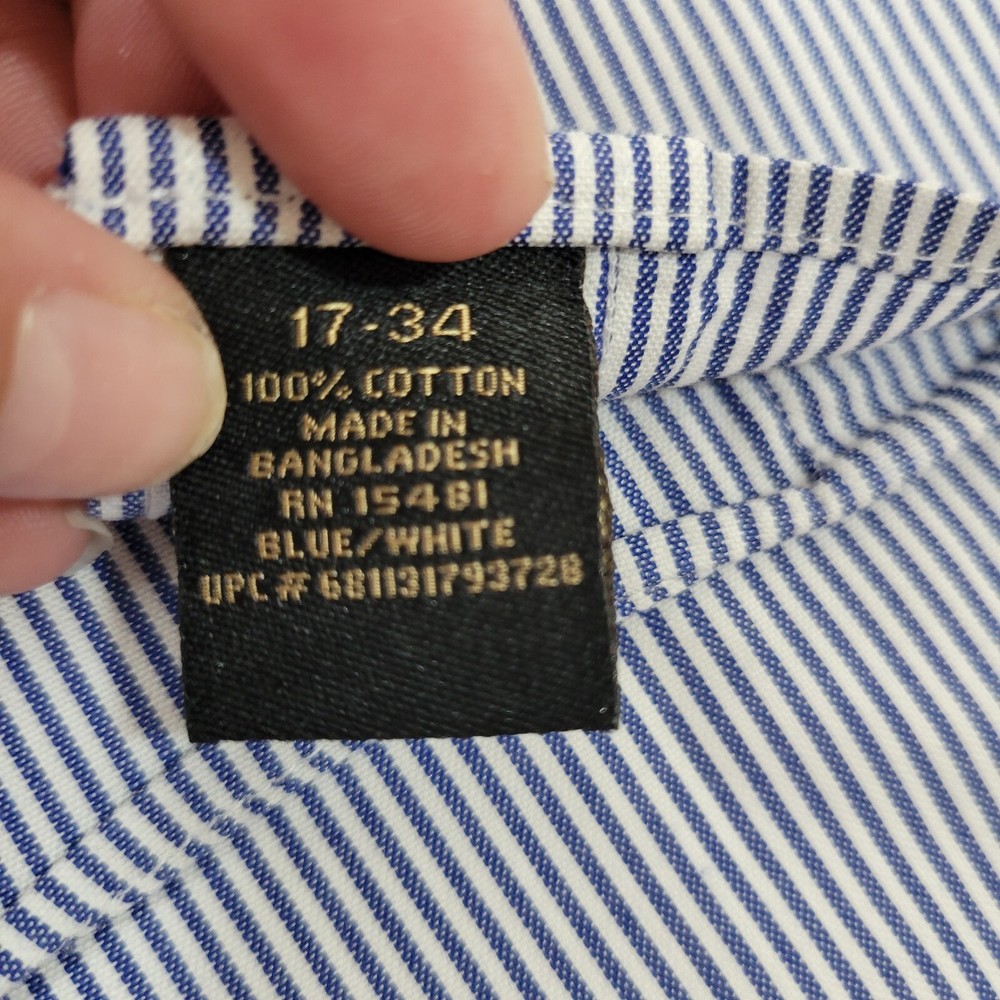 17-34
100% COTTON
MADE IN
BANGLADESH
RN 15481
BLUE/WHITE
UPC # 681131793728